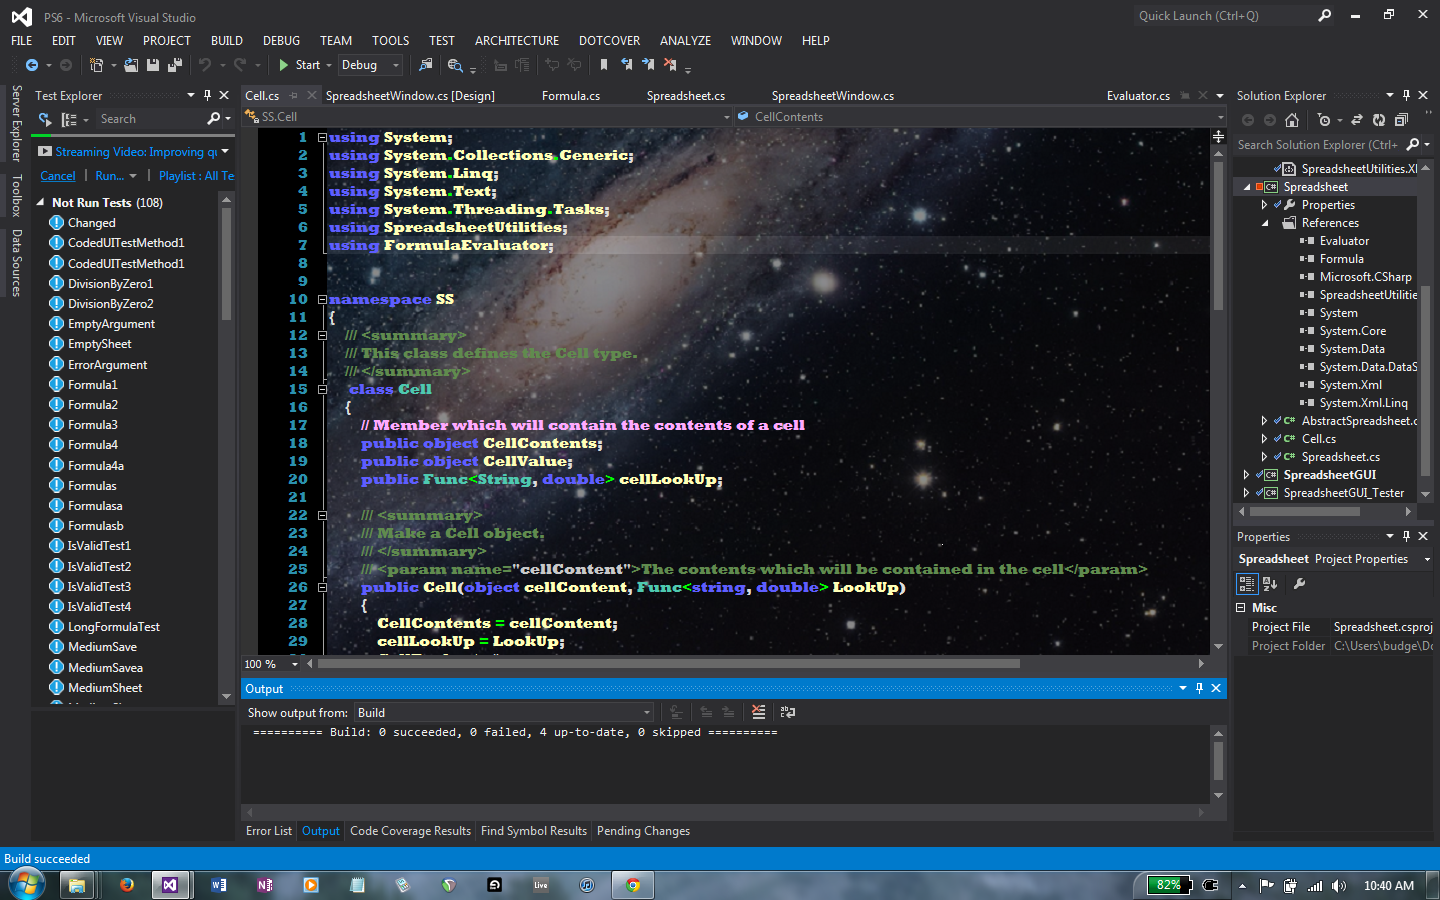 PS6 - Microsoft Visual Studio
Quick Launch (Ctrl+Q)
FILE EDIT VIEW PROJECT BUILD DEBUG TEAM TOOLS TEST ARCHITECTURE DOTCOVER ANALYZE WINDOW HELP
Start Debug
Server Explorer
Toolbox
Data Sources
Test Explorer
Search
Streaming Video: Improving qu
Cancel Run... Playlist : All Te
Not Run Tests (108)
Changed
CodedUITestMethod1
CodedUITestMethod1
DivisionByZero1
DivisionByZero2
EmptyArgument
EmptySheet
ErrorArgument
Formula1
Formula2
Formula3
Formula4
Formula4a
Formulas
Formulasa
Formulasb
IsValidTest1
IsValidTest2
IsValidTest3
IsValidTest4
LongFormulaTest
MediumSave
MediumSavea
MediumSheet
Cell.cs SpreadsheetWindow.cs [Design] Formula.cs Spreadsheet.cs SpreadsheetWindow.cs Evaluator.cs
SS.Cell CellContents
1 using System;
2 using System.Collections.Generic;
3 using System.Linq;
4 using System.Text;
5 using System.Threading.Tasks;
6 using SpreadsheetUtilities;
7 using FormulaEvaluator;
8
9
10 namespace SS
11 {
12 /// <summary>
13 /// This class defines the Cell type.
14 /// </summary>
15 class Cell
16 {
17 // Member which will contain the contents of a cell
18 public object CellContents;
19 public object CellValue;
20 public Func<String, double> cellLookUp;
21
22 /// <summary>
23 /// Make a Cell object.
24 /// </summary>
25 /// <param name="cellContent">The contents which will be contained in the cell</param>
26 public Cell(object cellContent, Func<string, double> LookUp)
27 {
28 CellContents = cellContent;
29 cellLookUp = LookUp;
100 %
Output
Show output from: Build
========== Build: 0 succeeded, 0 failed, 4 up-to-date, 0 skipped ==========
Error List Output Code Coverage Results Find Symbol Results Pending Changes
Solution Explorer
Search Solution Explorer (Ctrl+
SpreadsheetUtilities.XI
Spreadsheet
Properties
References
Evaluator
Formula
Microsoft.CSharp
SpreadsheetUtilitie
System
System.Core
System.Data
System.Data.DataS
System.Xml
System.Xml.Linq
AbstractSpreadsheet.c
Cell.cs
Spreadsheet.cs
SpreadsheetGUI
SpreadsheetGUI_Tester
Properties
Spreadsheet Project Properties
Misc
Project File Spreadsheet.csproj
Project Folder C:\Users\budge\Do
Build succeeded
Live
82%
10:40 AM